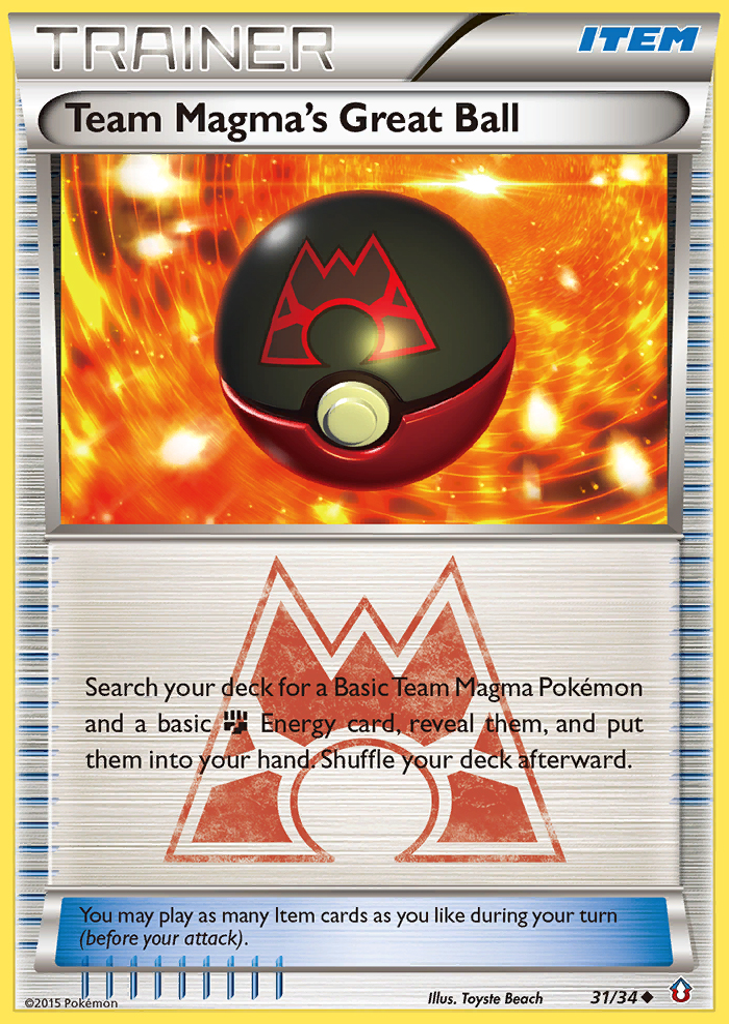 TRAINER
ITEM
Team Magma's Great Ball
Search your deck for a Basic Team Magma Pokémon
and a basic Energy card, reveal them, and put
them into your hand. Shuffle your deck afterward.
You may play as many Item cards as you like during your turn
(before your attack).
©2015 Pokémon
Illus. Toyste Beach
31/34